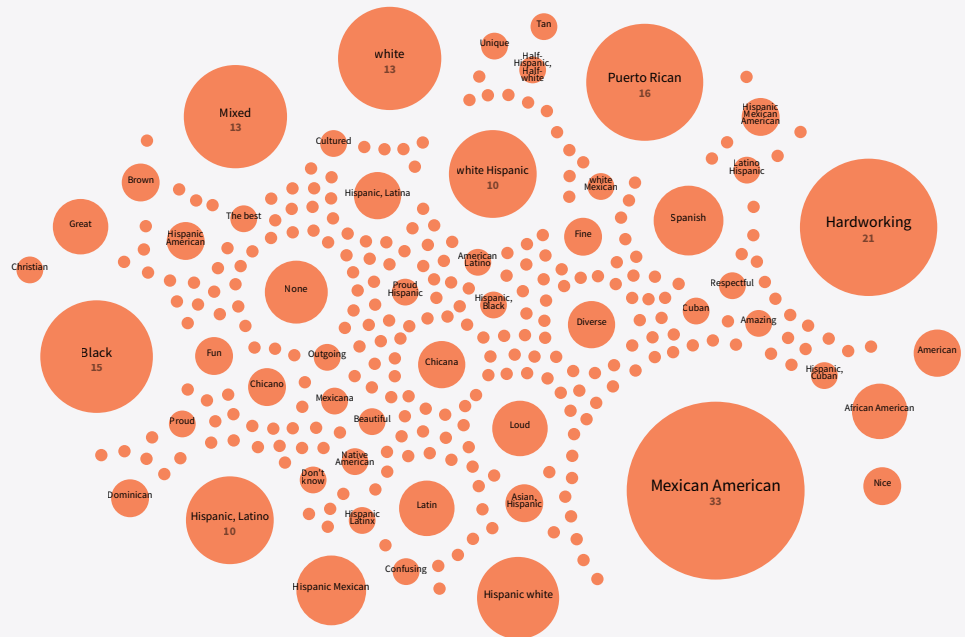 Tan
Unique
white
13
Half-
Hispanic,
Half-
white
Puerto Rican
16
Mixed
13
Hispanic
Mexican
American
Cultured
white Hispanic
10
Latino
Hispanic
Brown
white
Mexican
Hispanic, Latina
The best
Spanish
Great
Hardworking
21
Fine
Hispanic
American
American
Latino
Christian
None
Proud
Hispanic
Respectful
Hispanic,
Black
Cuban
Diverse
Amazing
Black
15
Fun
Outgoing
American
Chicana
Hispanic,
Cuban
Chicano
Mexicana
African American
Beautiful
Proud
Loud
Native
American
Don't
know
Mexican American
33
Nice
Dominican
Asian,
Hispanic
Latin
Hispanic, Latino
10
Hispanic
Latinx
Confusing
Hispanic Mexican
Hispanic white